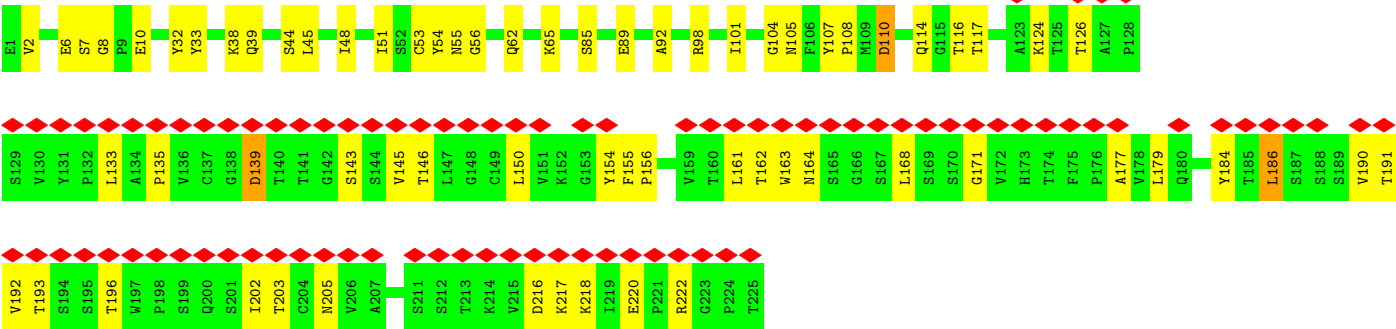 E1 V2 E6 S7 G8 P9 E10 Y32 Y33 K38 Q39 S44 L45 I48 I51 S52 C53 Y54 N55 G56 Q62 K65 S85 E89 A92 R98 I101 G104 N105 F106 Y107 P108 M109 D110 Q114 G115 T116 T117 A123 K124 T125 T126 A127 P128
S129 V130 Y131 P132 L133 A134 P135 V136 C137 G138 D139 T140 T141 G142 S143 S144 V145 T146 L147 G148 C149 L150 V151 K152 G153 Y154 F155 P156 V159 T160 L161 T162 W163 N164 S165 G166 S167 L168 S169 S170 G171 V172 H173 T174 F175 P176 A177 V178 L179 Q180 Y184 T185 L186 S187 S188 S189 V190 T191
V192 T193 S194 S195 T196 W197 P198 S199 Q200 S201 I202 T203 C204 N205 V206 A207 S211 S212 T213 K214 V215 D216 K217 K218 I219 E220 P221 R222 G223 P224 T225